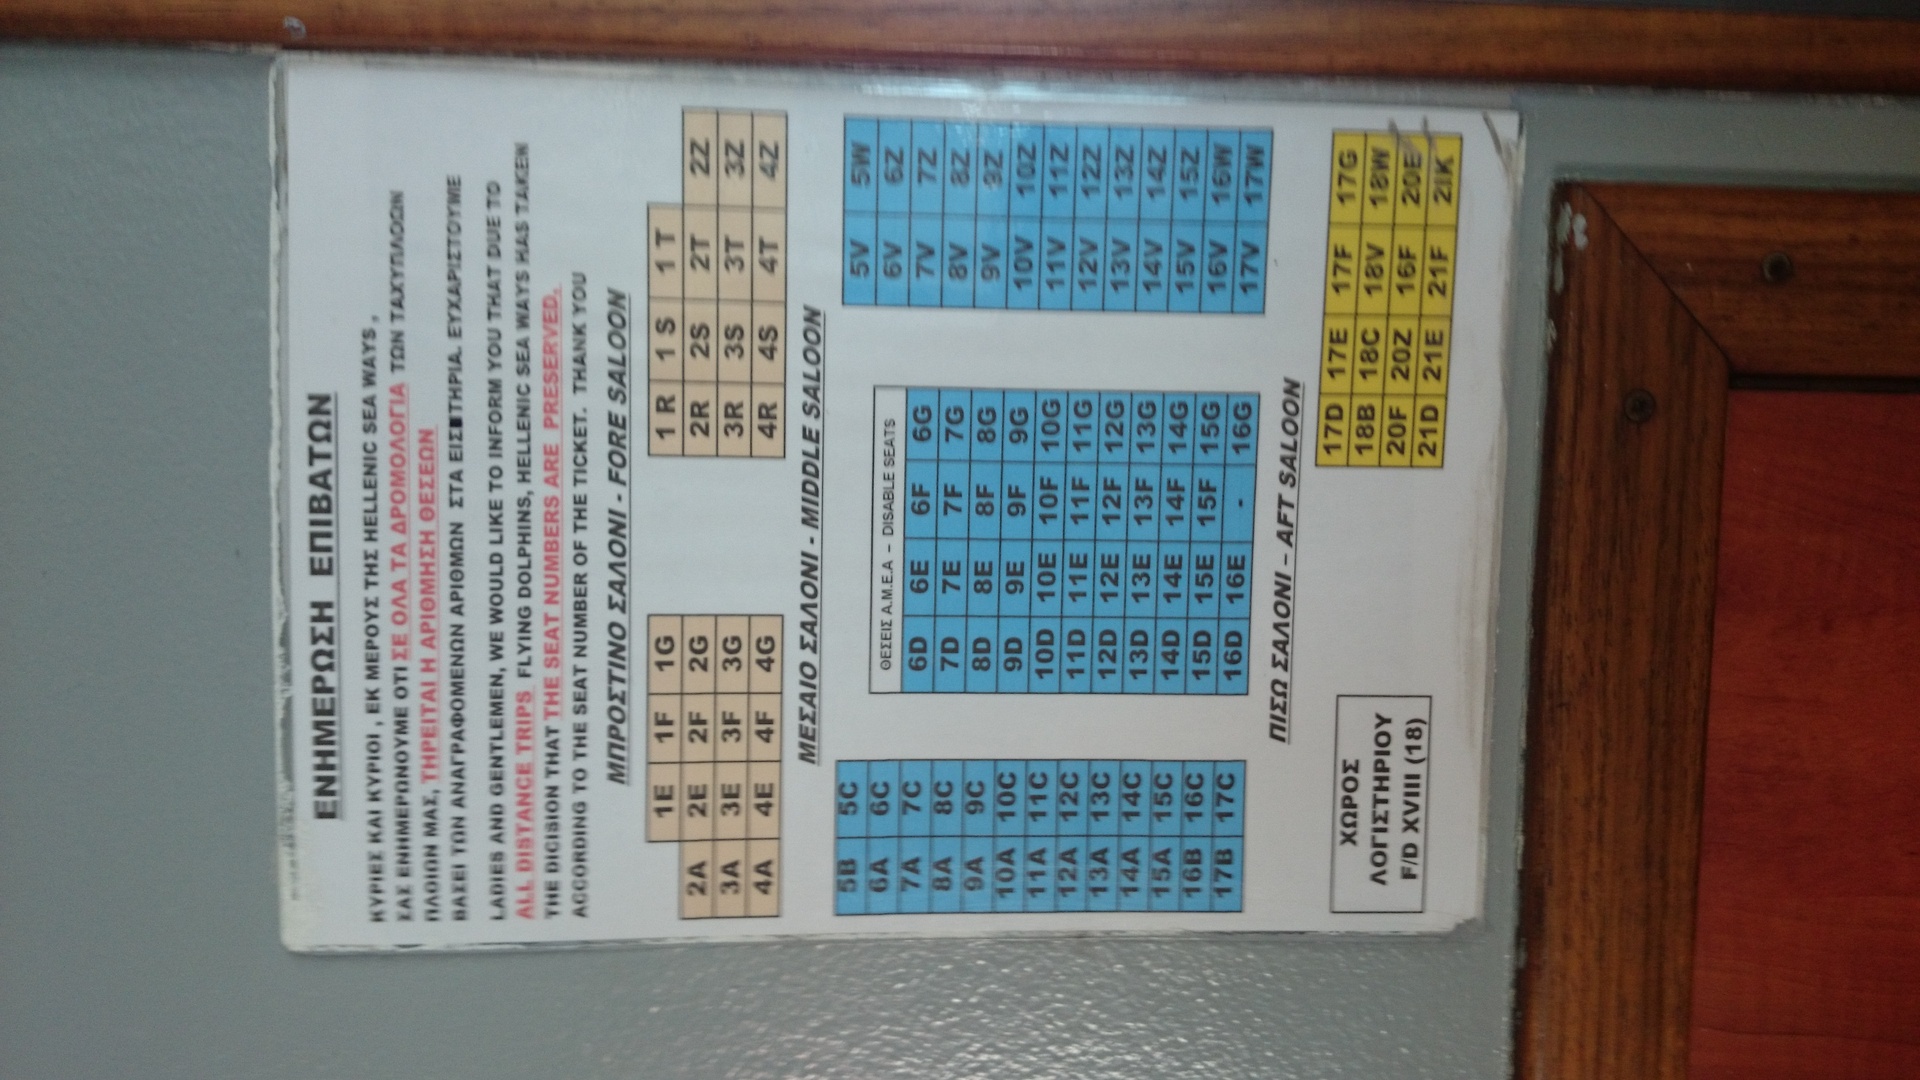 ΕΝΗΜΕΡΩΣΗ ΕΠΙΒΑΤΩΝ
ΚΥΡΙΕΣ ΚΑΙ ΚΥΡΙΟΙ , ΕΚ ΜΕΡΟΥΣ ΤΗΣ HELLENIC SEA WAYS ,
ΣΑΣ ΕΝΗΜΕΡΩΝΟΥΜΕ ΟΤΙ ΣΕ ΟΛΑ ΤΑ ΔΡΟΜΟΛΟΓΙΑ ΤΩΝ ΤΑΧΥΠΛΟΩΝ
ΠΛΟΙΩΝ ΜΑΣ, ΤΗΡΕΙΤΑΙ Η ΑΡΙΘΜΗΣΗ ΘΕΣΕΩΝ
ΒΑΣΕΙ ΤΩΝ ΑΝΑΓΡΑΦΟΜΕΝΩΝ ΑΡΙΘΜΩΝ ΣΤΑ ΕΙΣΙΤΗΡΙΑ. ΕΥΧΑΡΙΣΤΟΥΜΕ
LADIES AND GENTLEMEN, WE WOULD LIKE TO INFORM YOU THAT DUE TO
ALL DISTANCE TRIPS FLYING DOLPHINS, HELLENIC SEA WAYS HAS TAKEN
THE DICISION THAT THE SEAT NUMBERS ARE PRESERVED.
ACCORDING TO THE SEAT NUMBER OF THE TICKET. THANK YOU
ΜΠΡΟΣΤΙΝΟ ΣΑΛΟΝΙ - FORE SALOON
1E 1F 1G 1R 1S 1T
2A 2E 2F 2G 2R 2S 2T 2Z
3A 3E 3F 3G 3R 3S 3T 3Z
4A 4E 4F 4G 4R 4S 4T 4Z
ΜΕΣΑΙΟ ΣΑΛΟΝΙ - MIDDLE SALOON
5B 5C 5V 5W
ΘΕΣΕΙΣ Α.Μ.Ε.Α – DISABLE SEATS
6A 6C 6D 6E 6F 6G 6V 6Z
7A 7C 7D 7E 7F 7G 7V 7Z
8A 8C 8D 8E 8F 8G 8V 8Z
9A 9C 9D 9E 9F 9G 9V 9Z
10A 10C 10D 10E 10F 10G 10V 10Z
11A 11C 11D 11E 11F 11G 11V 11Z
12A 12C 12D 12E 12F 12G 12V 12Z
13A 13C 13D 13E 13F 13G 13V 13Z
14A 14C 14D 14E 14F 14G 14V 14Z
15A 15C 15D 15E 15F 15G 15V 15Z
16B 16C 16D 16E - 16G 16V 16W
17B 17C 17V 17W
ΠΙΣΩ ΣΑΛΟΝΙ – AFT SALOON
17D 17E 17F 17G
18B 18C 18V 18W
20F 20Z 16F 20E
21D 21E 21F 21K
ΧΩΡΟΣ
ΛΟΓΙΣΤΗΡΙΟΥ
F/D XVIII (18)